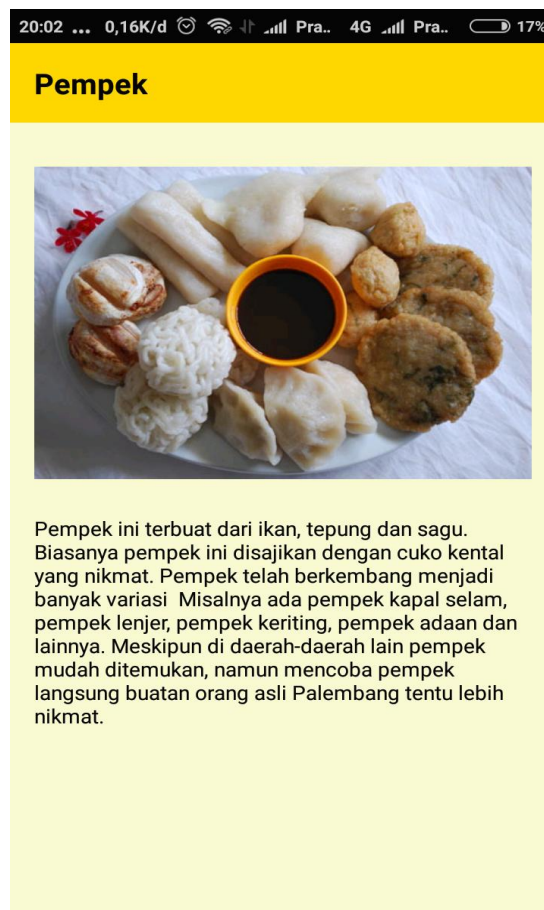 20:02 ... 0,16K/d Pra.. 4G Pra.. 17%
Pempek
Pempek ini terbuat dari ikan, tepung dan sagu.
Biasanya pempek ini disajikan dengan cuko kental
yang nikmat. Pempek telah berkembang menjadi
banyak variasi  Misalnya ada pempek kapal selam,
pempek lenjer, pempek keriting, pempek adaan dan
lainnya. Meskipun di daerah-daerah lain pempek
mudah ditemukan, namun mencoba pempek
langsung buatan orang asli Palembang tentu lebih
nikmat.